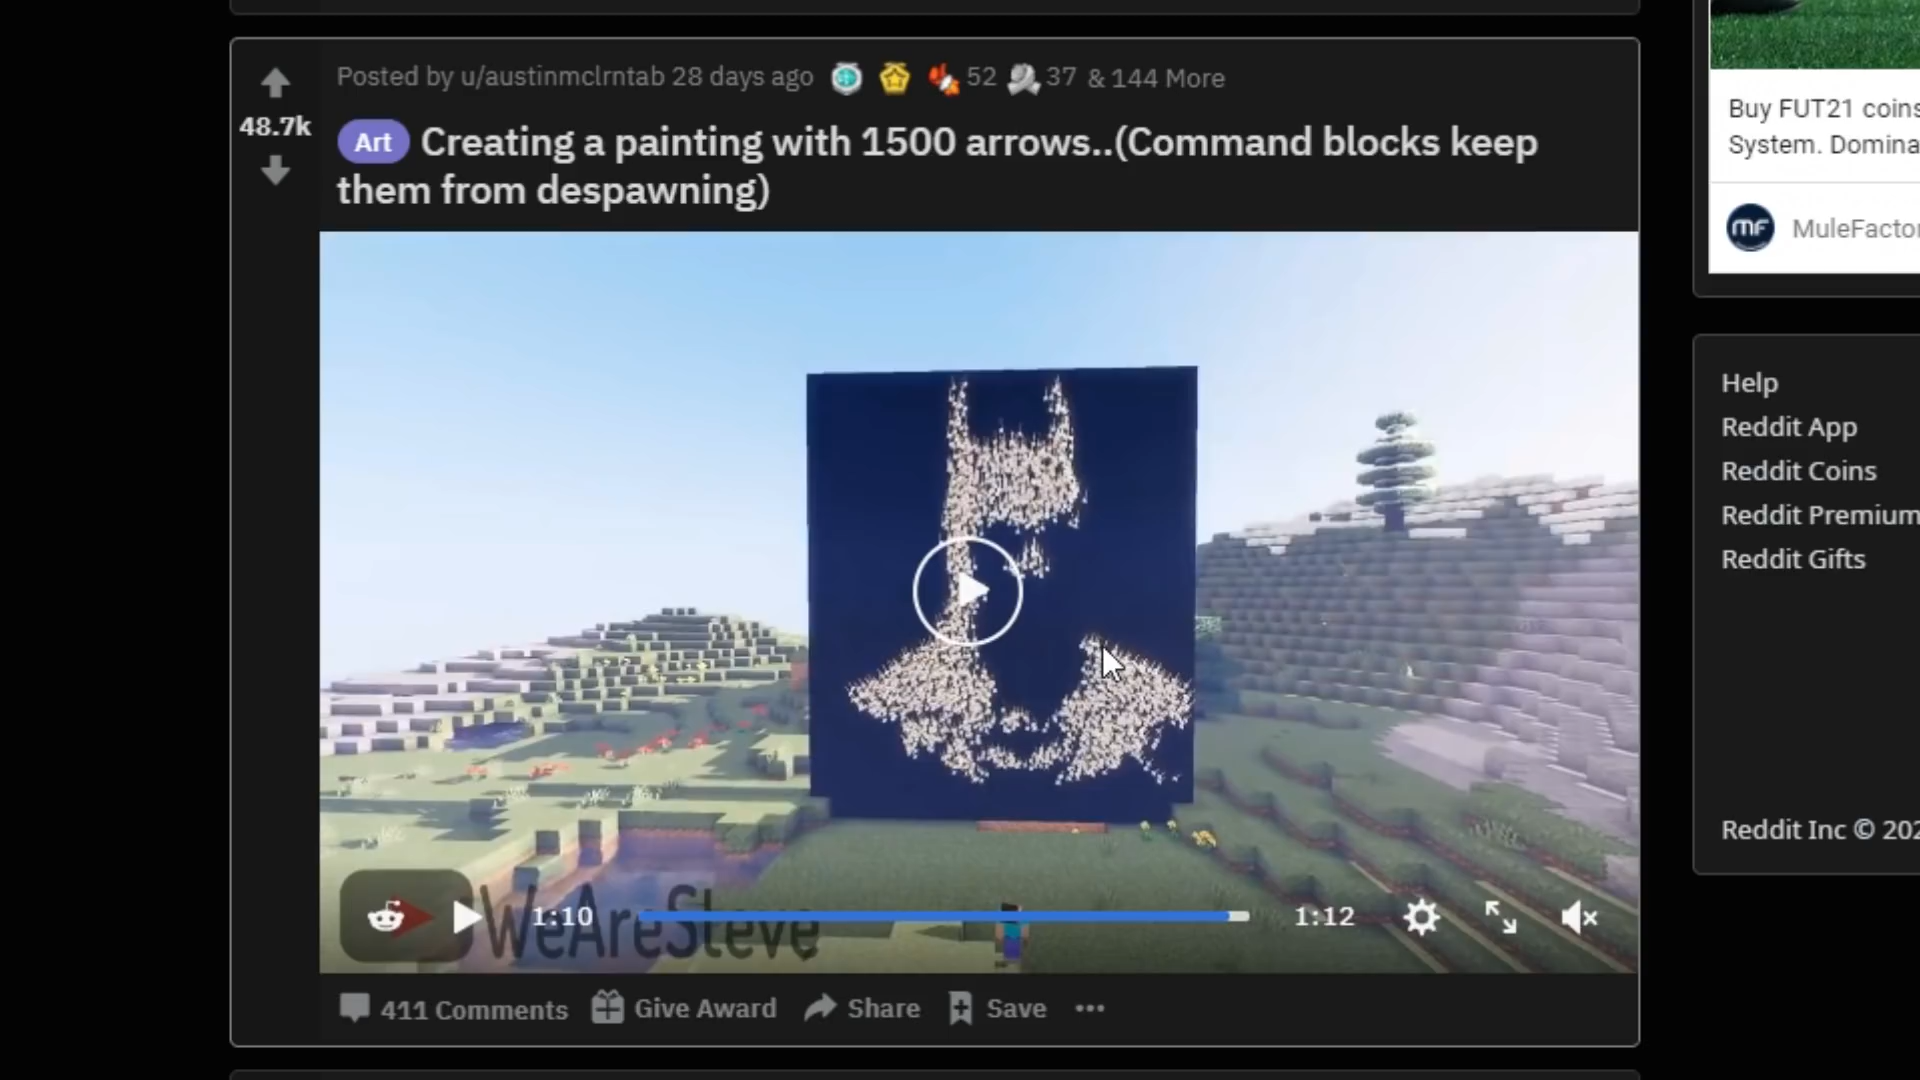 Posted by u/austinmclrntab 28 days ago 52 37 & 144 More
48.7k
Art Creating a painting with 1500 arrows..(Command blocks keep
them from despawning)
WeAreSteve
1:10 1:12
411 Comments Give Award Share Save
Buy FUT21 coins
System. Domina
MF MuleFactor
Help
Reddit App
Reddit Coins
Reddit Premium
Reddit Gifts
Reddit Inc © 202